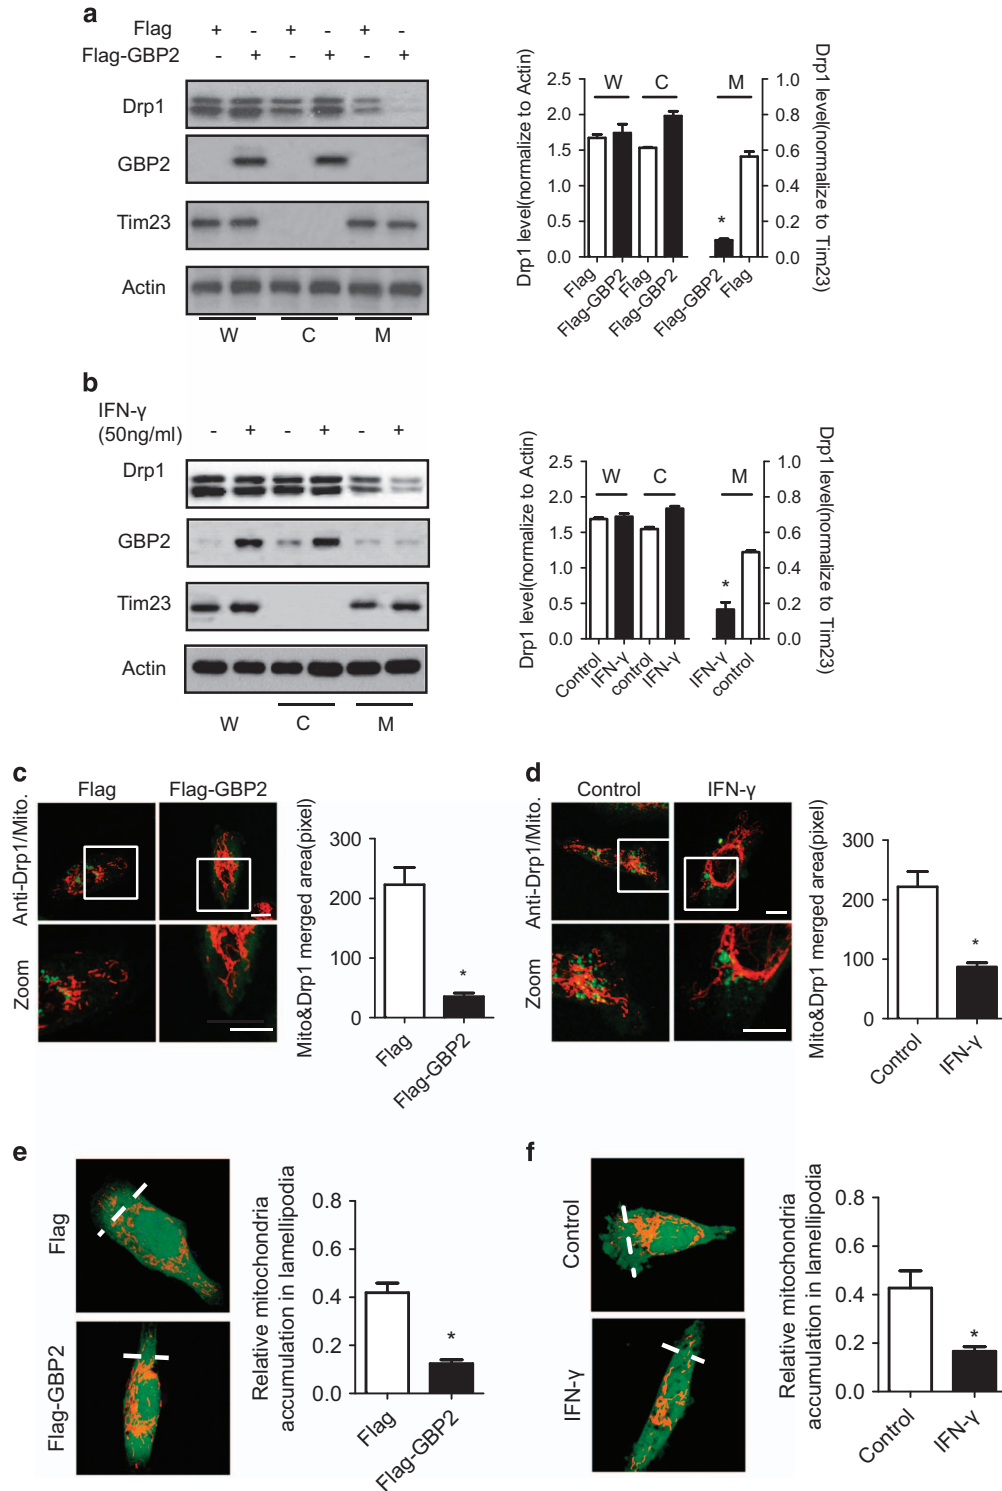 a
Flag + - + - + -
Flag-GBP2 - + - + - +
Drp1
GBP2
Tim23
Actin
W C M
Drp1 level(normalize to Actin)
2.5
2.0
1.5
1.0
0.5
0.0
W C M
*
Flag
Flag-GBP2
Flag
Flag-GBP2
Flag-GBP2
Flag
1.0
0.8
0.6
0.4
0.2
0.0
Drp1 level(normalize to Tim23)
b
IFN-γ
(50ng/ml) - + - + - +
Drp1
GBP2
Tim23
Actin
W C M
Drp1 level(normalize to Actin)
2.5
2.0
1.5
1.0
0.5
0.0
W C M
*
Control
IFN-γ
control
IFN-γ
IFN-γ
control
1.0
0.8
0.6
0.4
0.2
0.0
Drp1 level(normalize to Tim23)
c
Flag Flag-GBP2
Anti-Drp1/Mito.
Zoom
Mito&Drp1 merged area(pixel)
300
200
100
0
*
Flag
Flag-GBP2
d
Control IFN-γ
Anti-Drp1/Mito.
Zoom
Mito&Drp1 merged area(pixel)
300
200
100
0
*
Control
IFN-γ
e
Flag
Flag-GBP2
Relative mitochondria
accumulation in lamellipodia
0.8
0.6
0.4
0.2
0.0
*
Flag
Flag-GBP2
f
Control
IFN-γ
Relative mitochondria
accumulation in lamellipodia
0.8
0.6
0.4
0.2
0.0
*
Control
IFN-γ